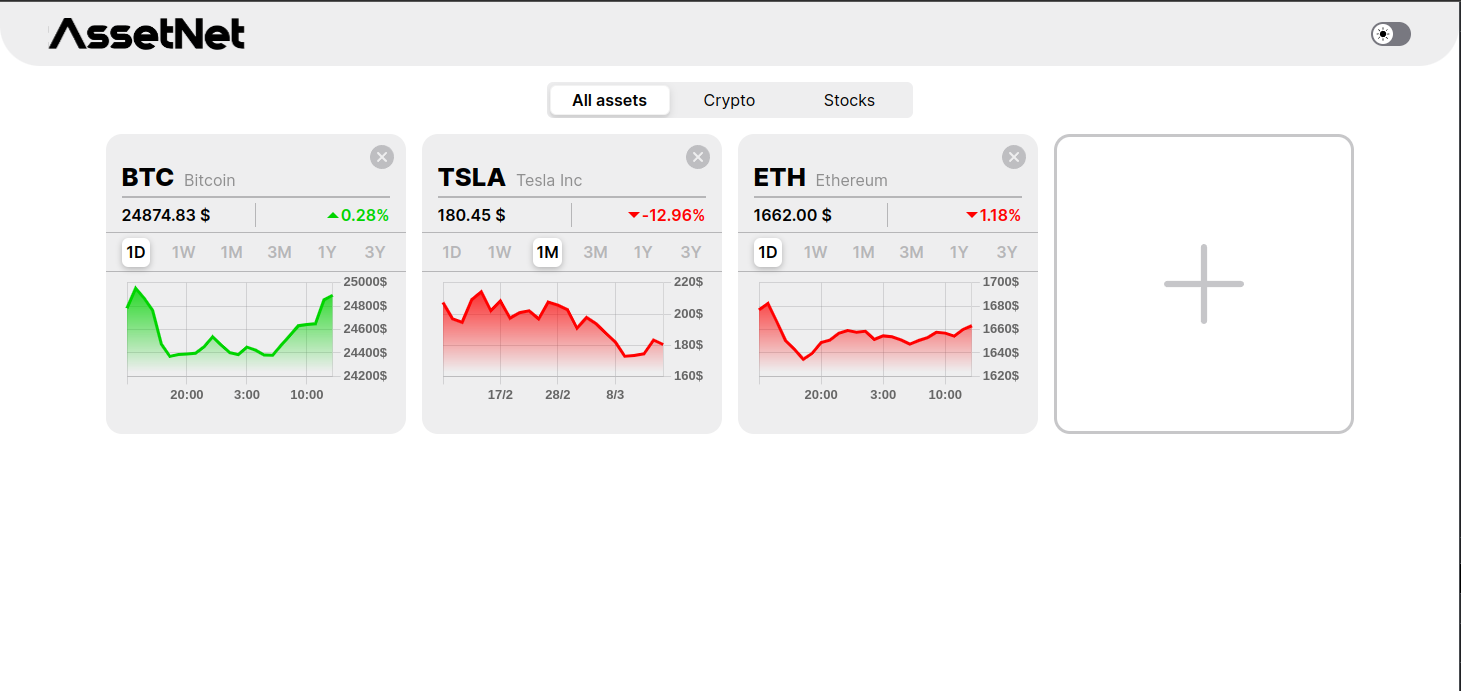 AssetNet
All assets Crypto Stocks
BTC Bitcoin
24874.83 $ 0.28%
1D 1W 1M 3M 1Y 3Y
25000$
24800$
24600$
24400$
24200$
20:00 3:00 10:00
TSLA Tesla Inc
180.45 $ -12.96%
1D 1W 1M 3M 1Y 3Y
220$
200$
180$
160$
17/2 28/2 8/3
ETH Ethereum
1662.00 $ 1.18%
1D 1W 1M 3M 1Y 3Y
1700$
1680$
1660$
1640$
1620$
20:00 3:00 10:00